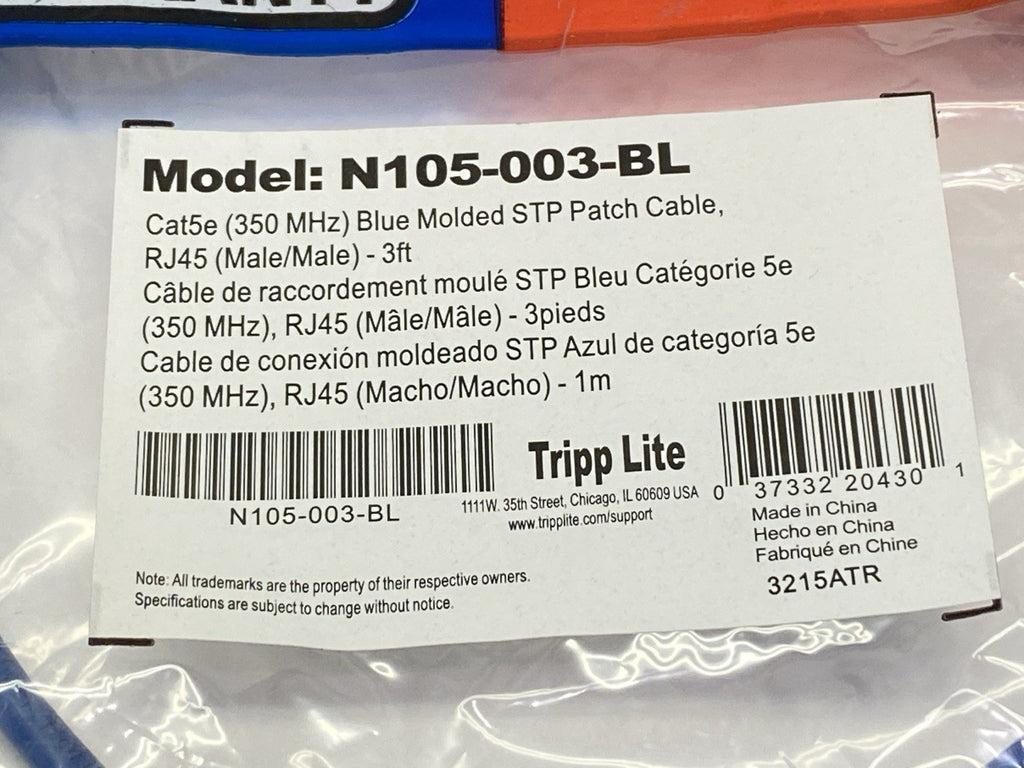 Model: N105-003-BL
Cat5e (350 MHz) Blue Molded STP Patch Cable,
RJ45 (Male/Male) - 3ft
Câble de raccordement moulé STP Bleu Catégorie 5e
(350 MHz), RJ45 (Mâle/Mâle) - 3pieds
Cable de conexión moldeado STP Azul de categoría 5e
(350 MHz), RJ45 (Macho/Macho) - 1m
N105-003-BL
Tripp Lite
1111W. 35th Street, Chicago, IL 60609 USA
www.tripplite.com/support
0 37332 20430 1
Made in China
Hecho en China
Fabriqué en Chine
3215ATR
Note: All trademarks are the property of their respective owners.
Specifications are subject to change without notice.